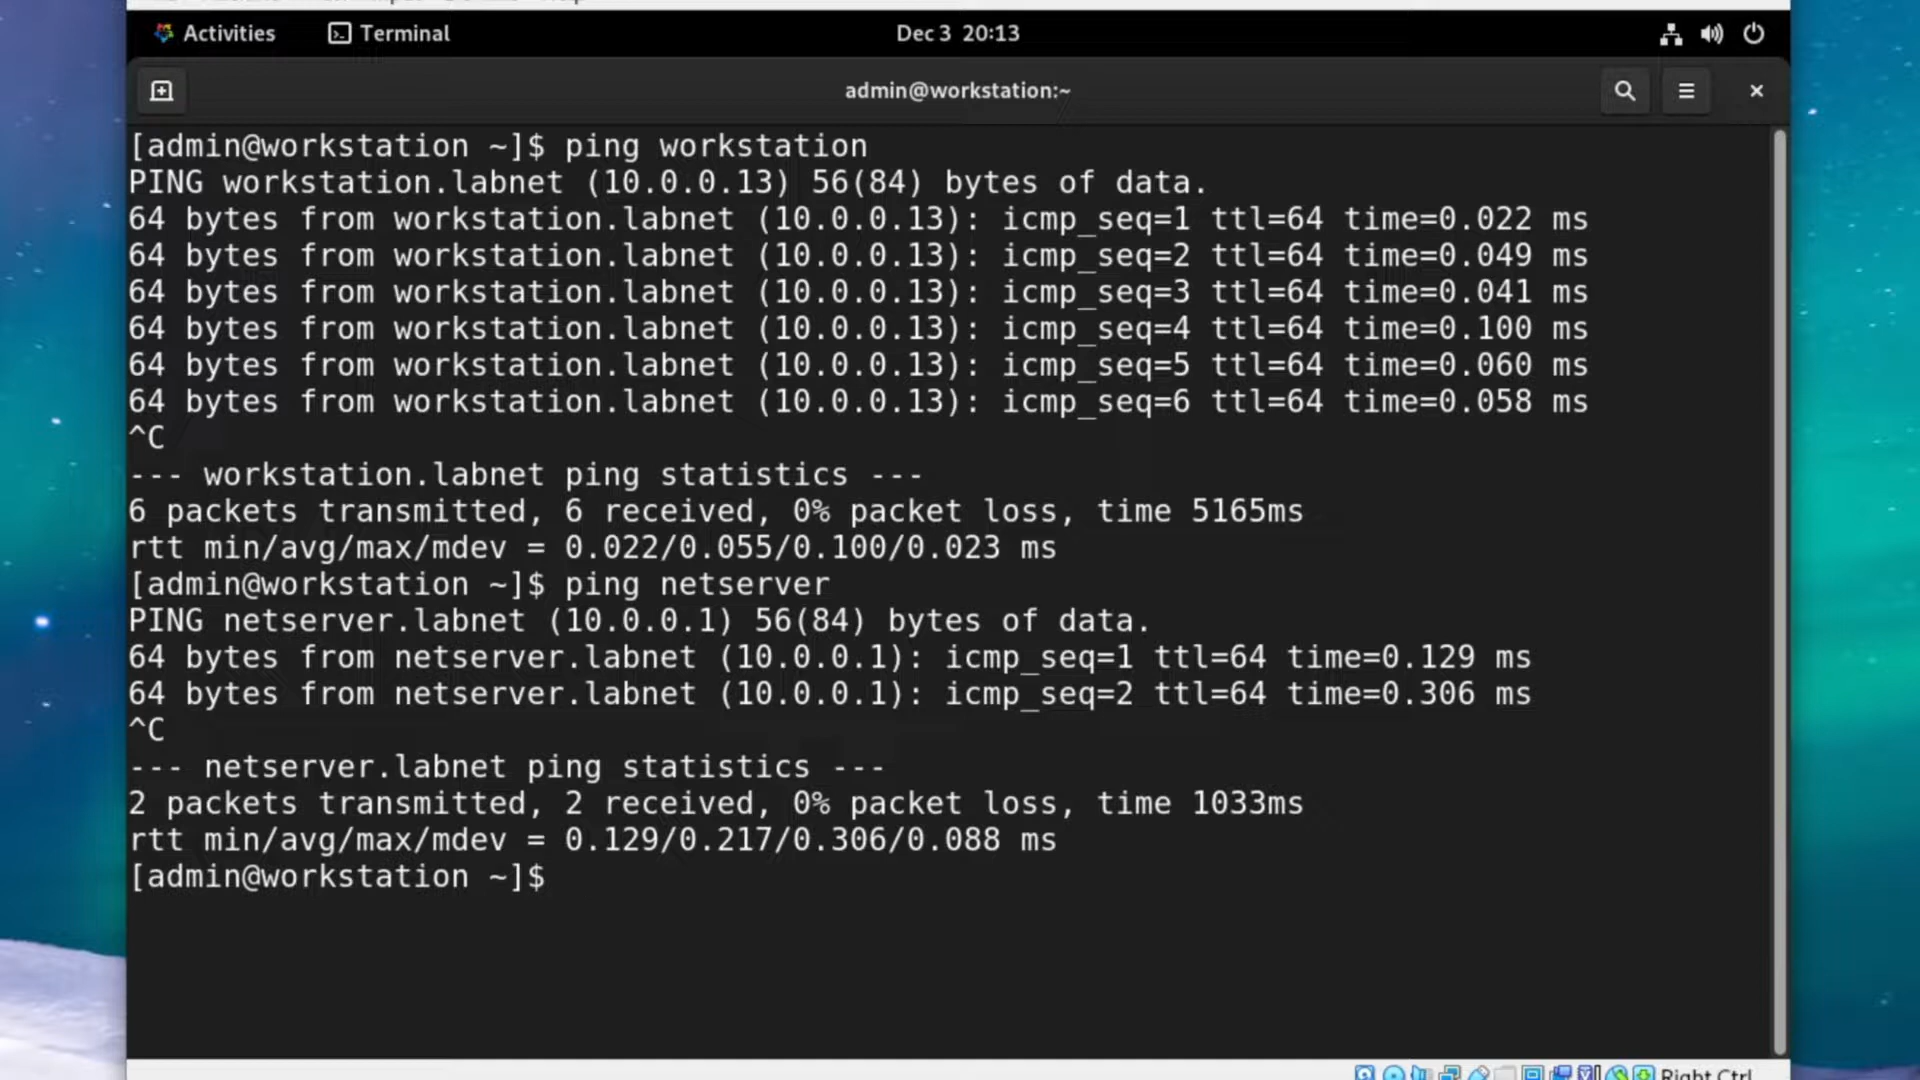 Activities
Terminal
Dec 3 20:13
admin@workstation:~
[admin@workstation ~]$ ping workstation
PING workstation.labnet (10.0.0.13) 56(84) bytes of data.
64 bytes from workstation.labnet (10.0.0.13): icmp_seq=1 ttl=64 time=0.022 ms
64 bytes from workstation.labnet (10.0.0.13): icmp_seq=2 ttl=64 time=0.049 ms
64 bytes from workstation.labnet (10.0.0.13): icmp_seq=3 ttl=64 time=0.041 ms
64 bytes from workstation.labnet (10.0.0.13): icmp_seq=4 ttl=64 time=0.100 ms
64 bytes from workstation.labnet (10.0.0.13): icmp_seq=5 ttl=64 time=0.060 ms
64 bytes from workstation.labnet (10.0.0.13): icmp_seq=6 ttl=64 time=0.058 ms
^C
--- workstation.labnet ping statistics ---
6 packets transmitted, 6 received, 0% packet loss, time 5165ms
rtt min/avg/max/mdev = 0.022/0.055/0.100/0.023 ms
[admin@workstation ~]$ ping netserver
PING netserver.labnet (10.0.0.1) 56(84) bytes of data.
64 bytes from netserver.labnet (10.0.0.1): icmp_seq=1 ttl=64 time=0.129 ms
64 bytes from netserver.labnet (10.0.0.1): icmp_seq=2 ttl=64 time=0.306 ms
^C
--- netserver.labnet ping statistics ---
2 packets transmitted, 2 received, 0% packet loss, time 1033ms
rtt min/avg/max/mdev = 0.129/0.217/0.306/0.088 ms
[admin@workstation ~]$
Right Ctrl